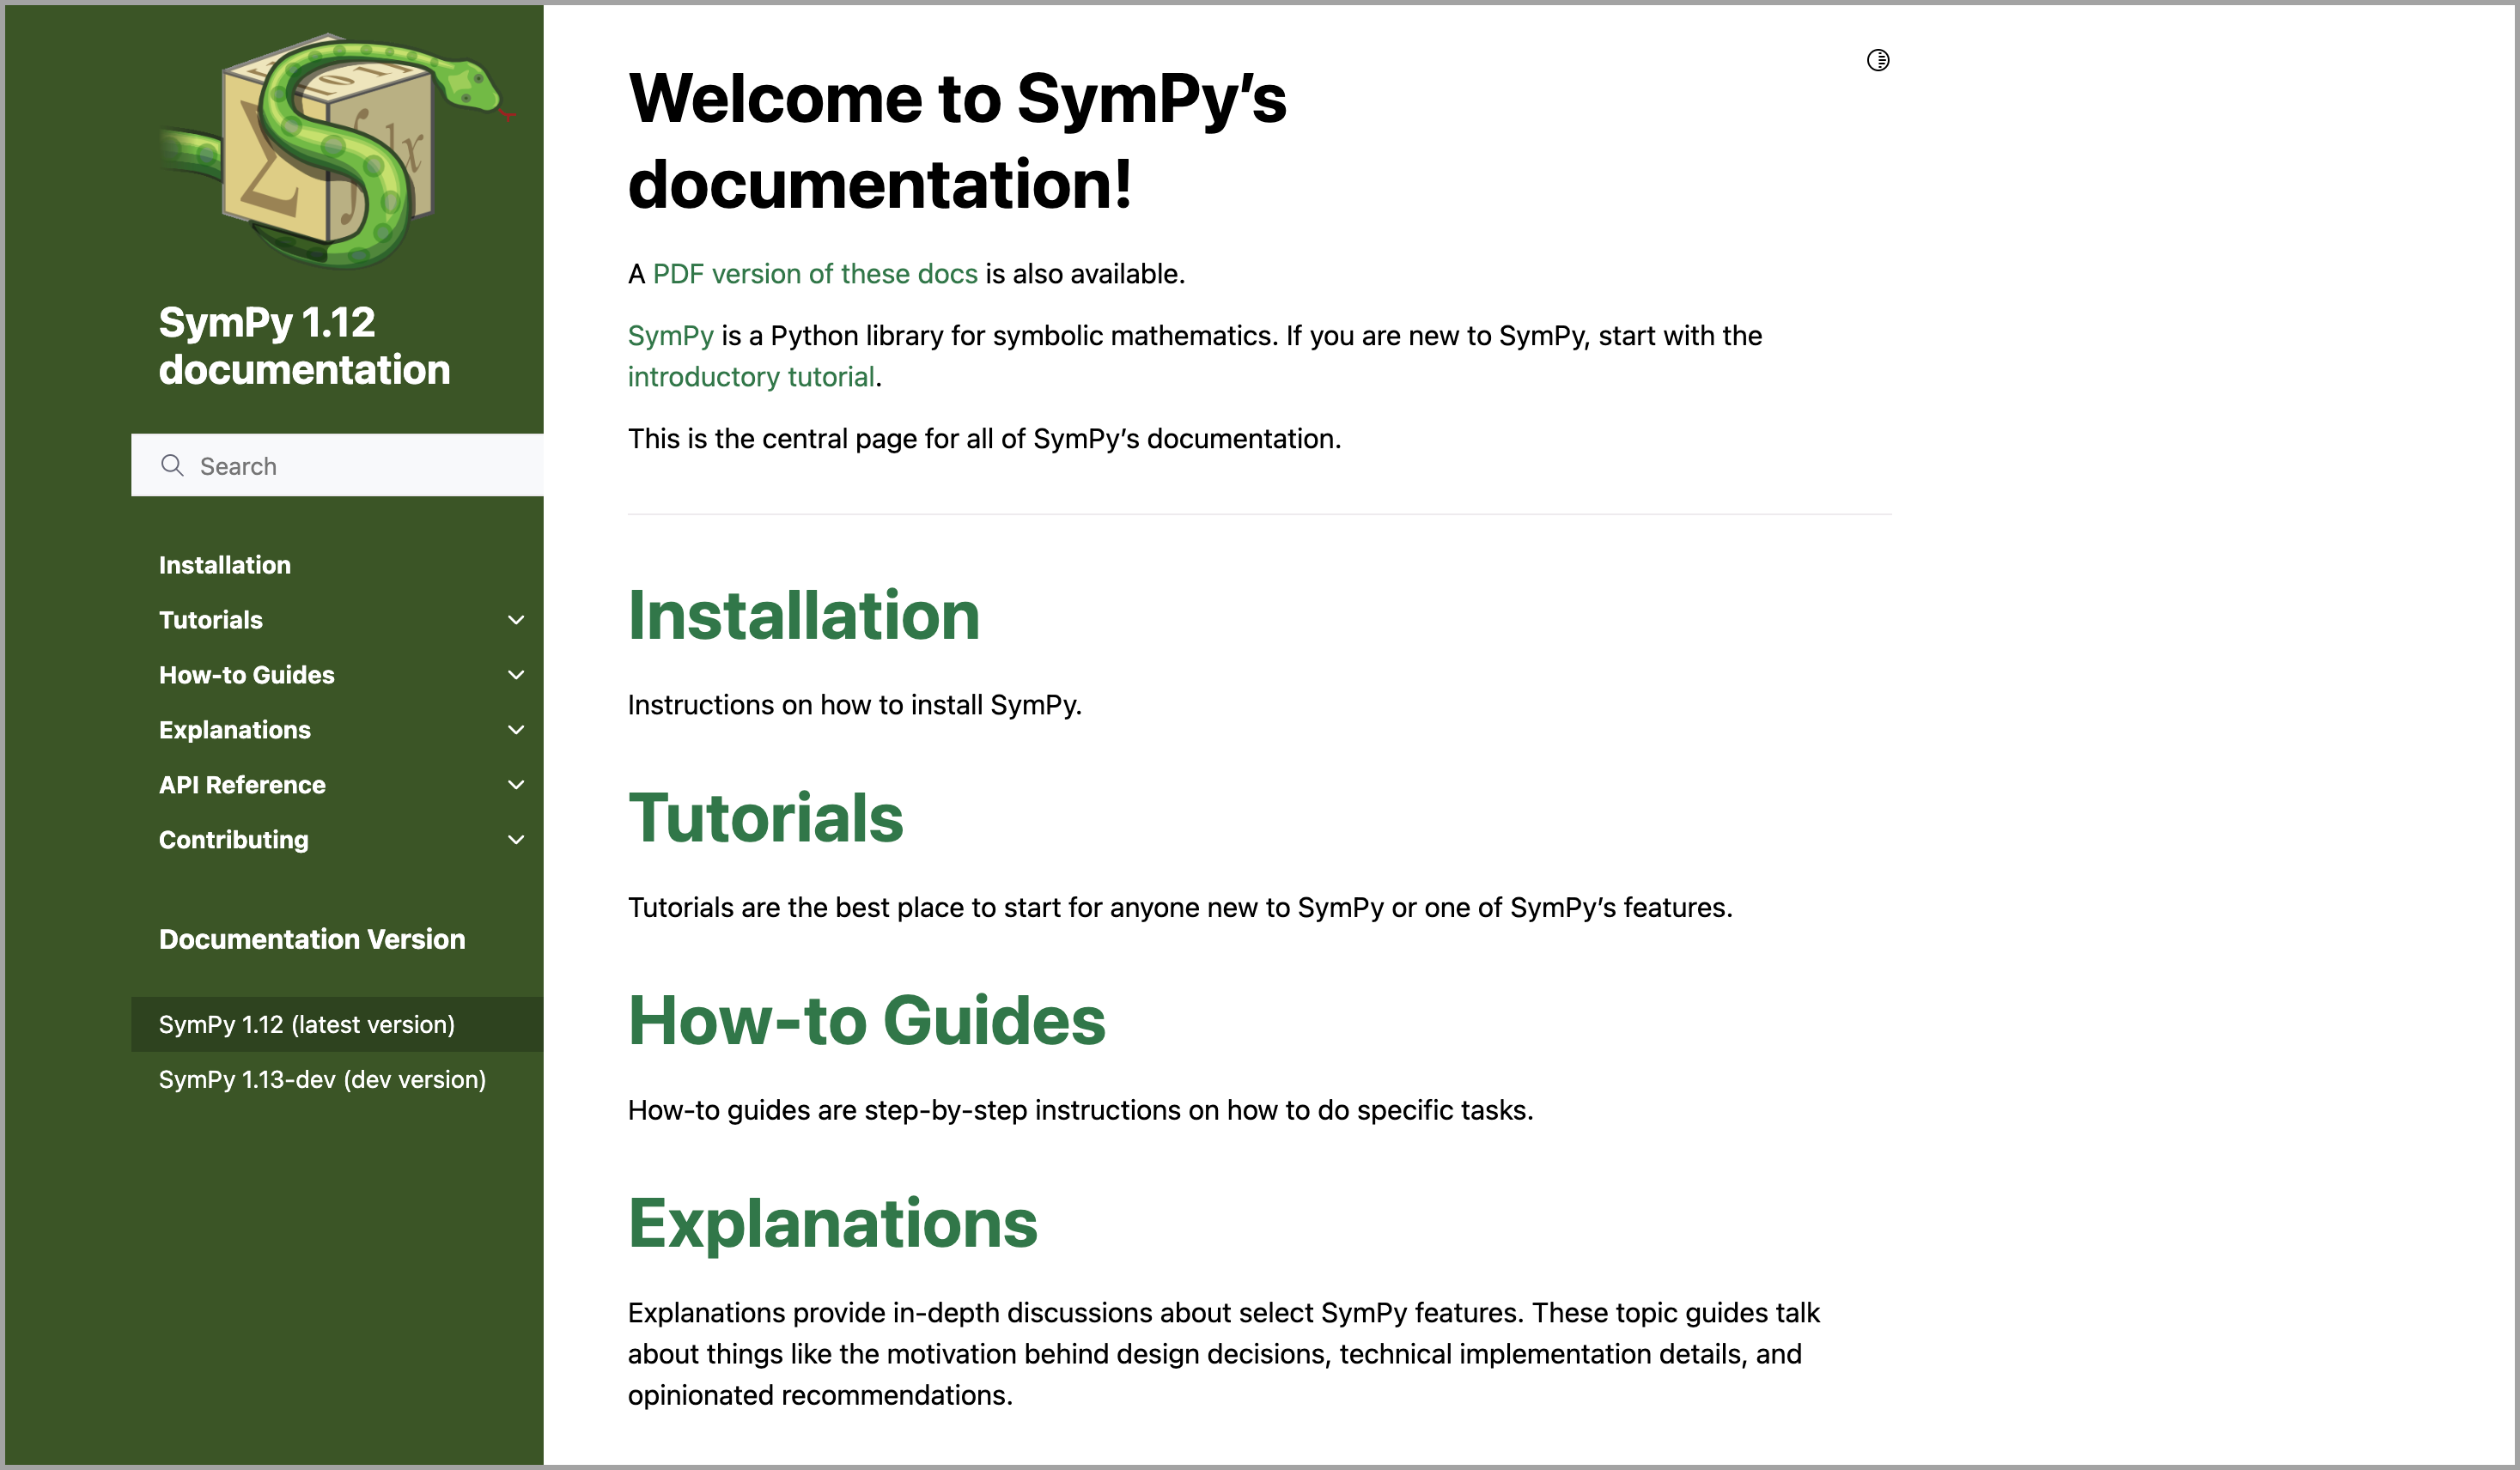 SymPy 1.12
documentation
Search
Installation
Tutorials
How-to Guides
Explanations
API Reference
Contributing
Documentation Version
SymPy 1.12 (latest version)
SymPy 1.13-dev (dev version)
Welcome to SymPy’s
documentation!
A PDF version of these docs is also available.
SymPy is a Python library for symbolic mathematics. If you are new to SymPy, start with the
introductory tutorial.
This is the central page for all of SymPy’s documentation.
Installation
Instructions on how to install SymPy.
Tutorials
Tutorials are the best place to start for anyone new to SymPy or one of SymPy’s features.
How-to Guides
How-to guides are step-by-step instructions on how to do specific tasks.
Explanations
Explanations provide in-depth discussions about select SymPy features. These topic guides talk
about things like the motivation behind design decisions, technical implementation details, and
opinionated recommendations.